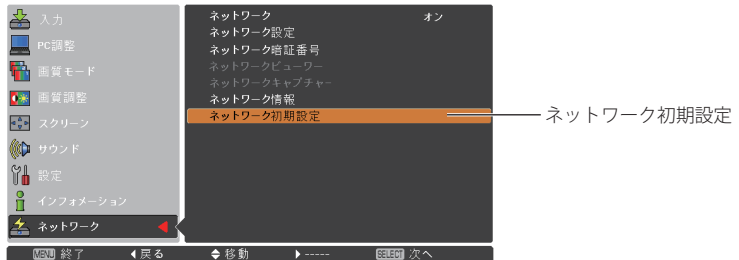 入力
PC調整
画質モード
画質調整
スクリーン
サウンド
設定
インフォメーション
ネットワーク
ネットワーク オン
ネットワーク設定
ネットワーク暗証番号
ネットワークビューワー
ネットワークキャプチャー
ネットワーク情報
ネットワーク初期設定
ネットワーク初期設定
MENU 終了 戻る 移動 ----- SELECT 次へ